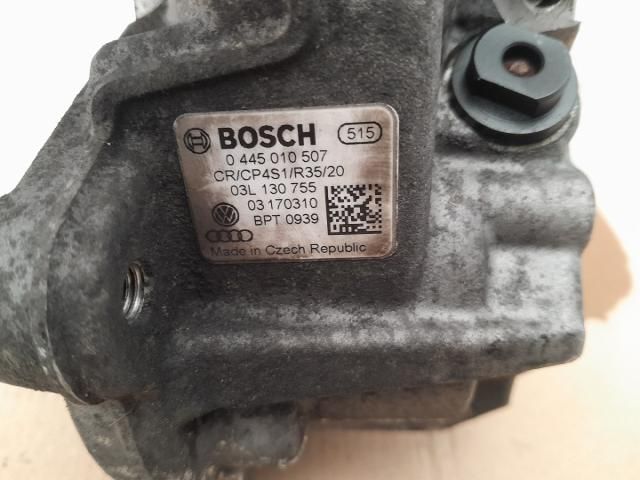 BOSCH 515
0 445 010 507
CR/CP4S1/R35/20
03L 130 755
03 170310
BPT 0939
Made in Czech Republic